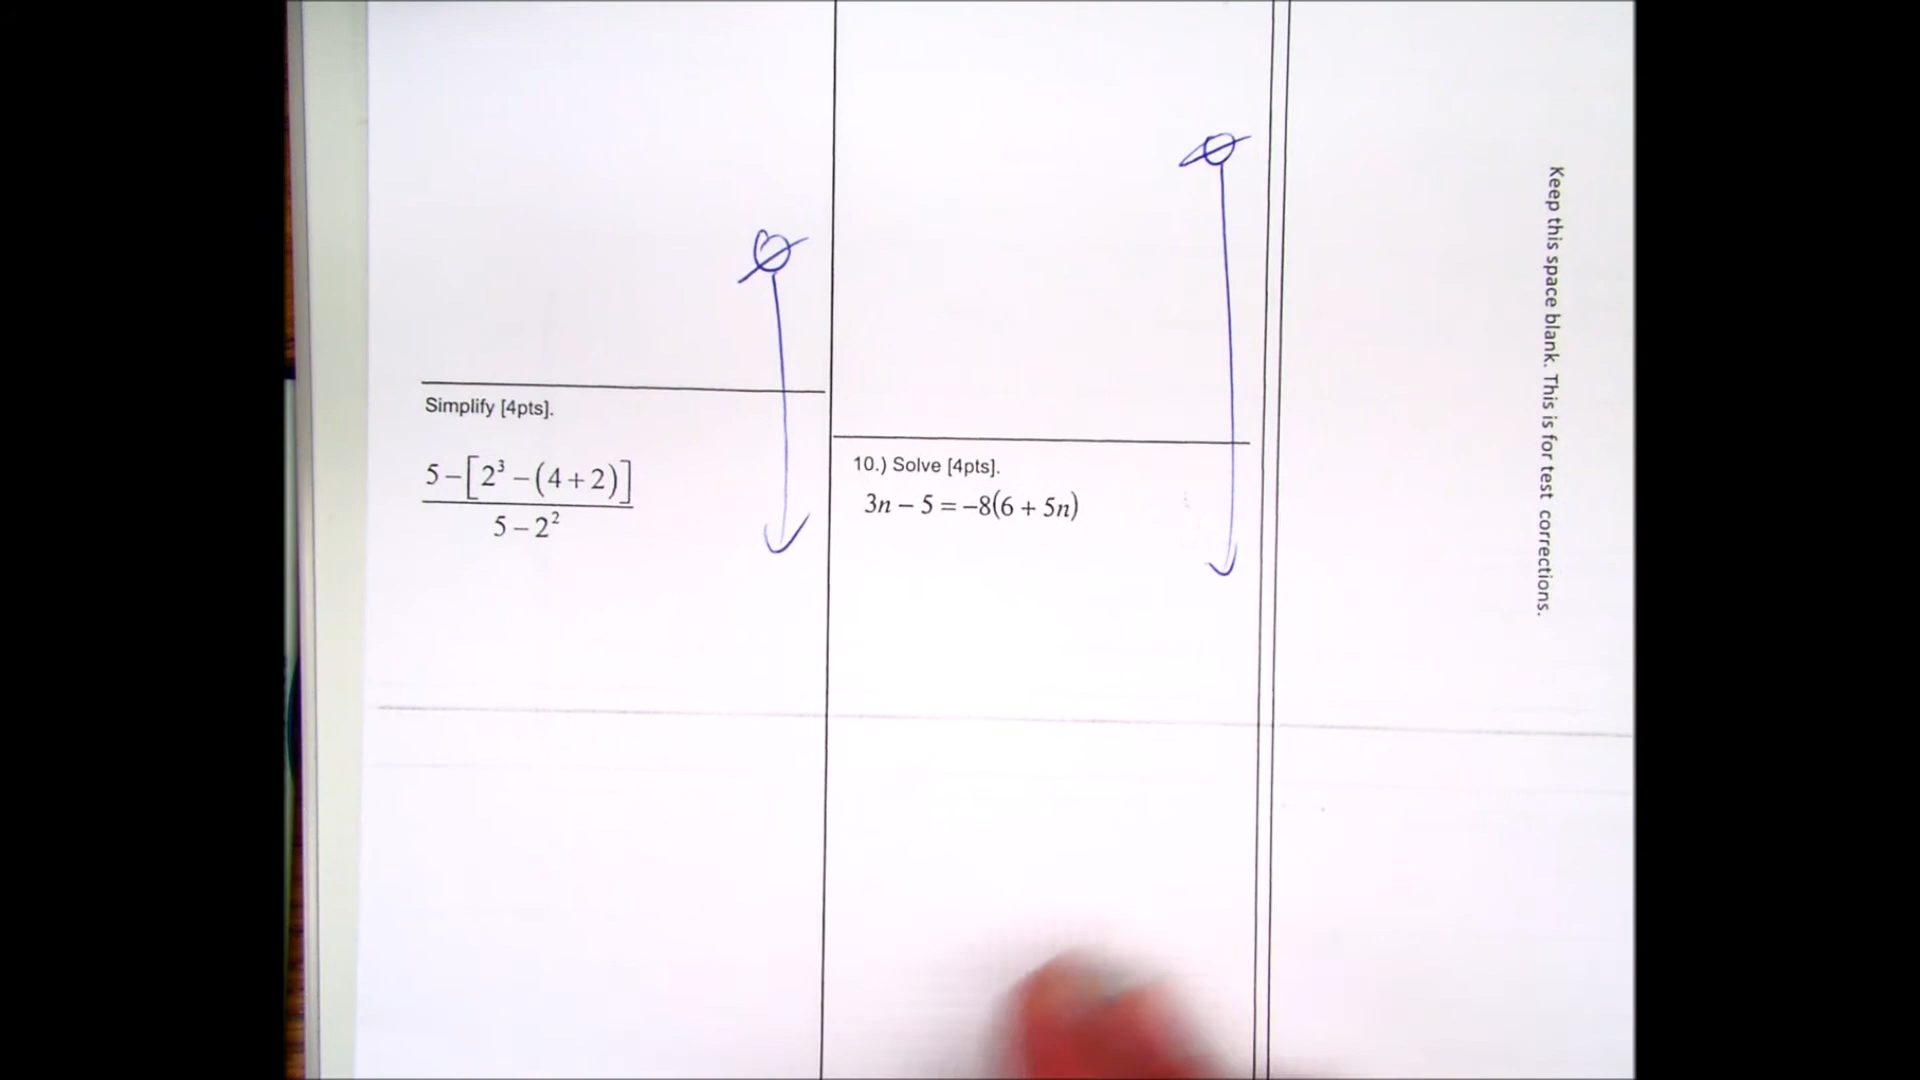 Simplify [4pts].
5 − [2³ − (4 + 2)]
5 − 2²
10.) Solve [4pts].
3n − 5 = −8(6 + 5n)
Keep this space blank. This is for test corrections.